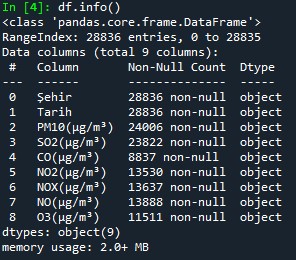 In [4]: df.info()
<class 'pandas.core.frame.DataFrame'>
RangeIndex: 28836 entries, 0 to 28835
Data columns (total 9 columns):
 #   Column      Non-Null Count  Dtype
---  ------      --------------  -----
 0   Şehir       28836 non-null  object
 1   Tarih       28836 non-null  object
 2   PM10(µg/m³) 24006 non-null  object
 3   SO2(µg/m³)  23822 non-null  object
 4   CO(µg/m³)   8837 non-null   object
 5   NO2(µg/m³)  13530 non-null  object
 6   NOX(µg/m³)  13637 non-null  object
 7   NO(µg/m³)   13888 non-null  object
 8   O3(µg/m³)   11511 non-null  object
dtypes: object(9)
memory usage: 2.0+ MB